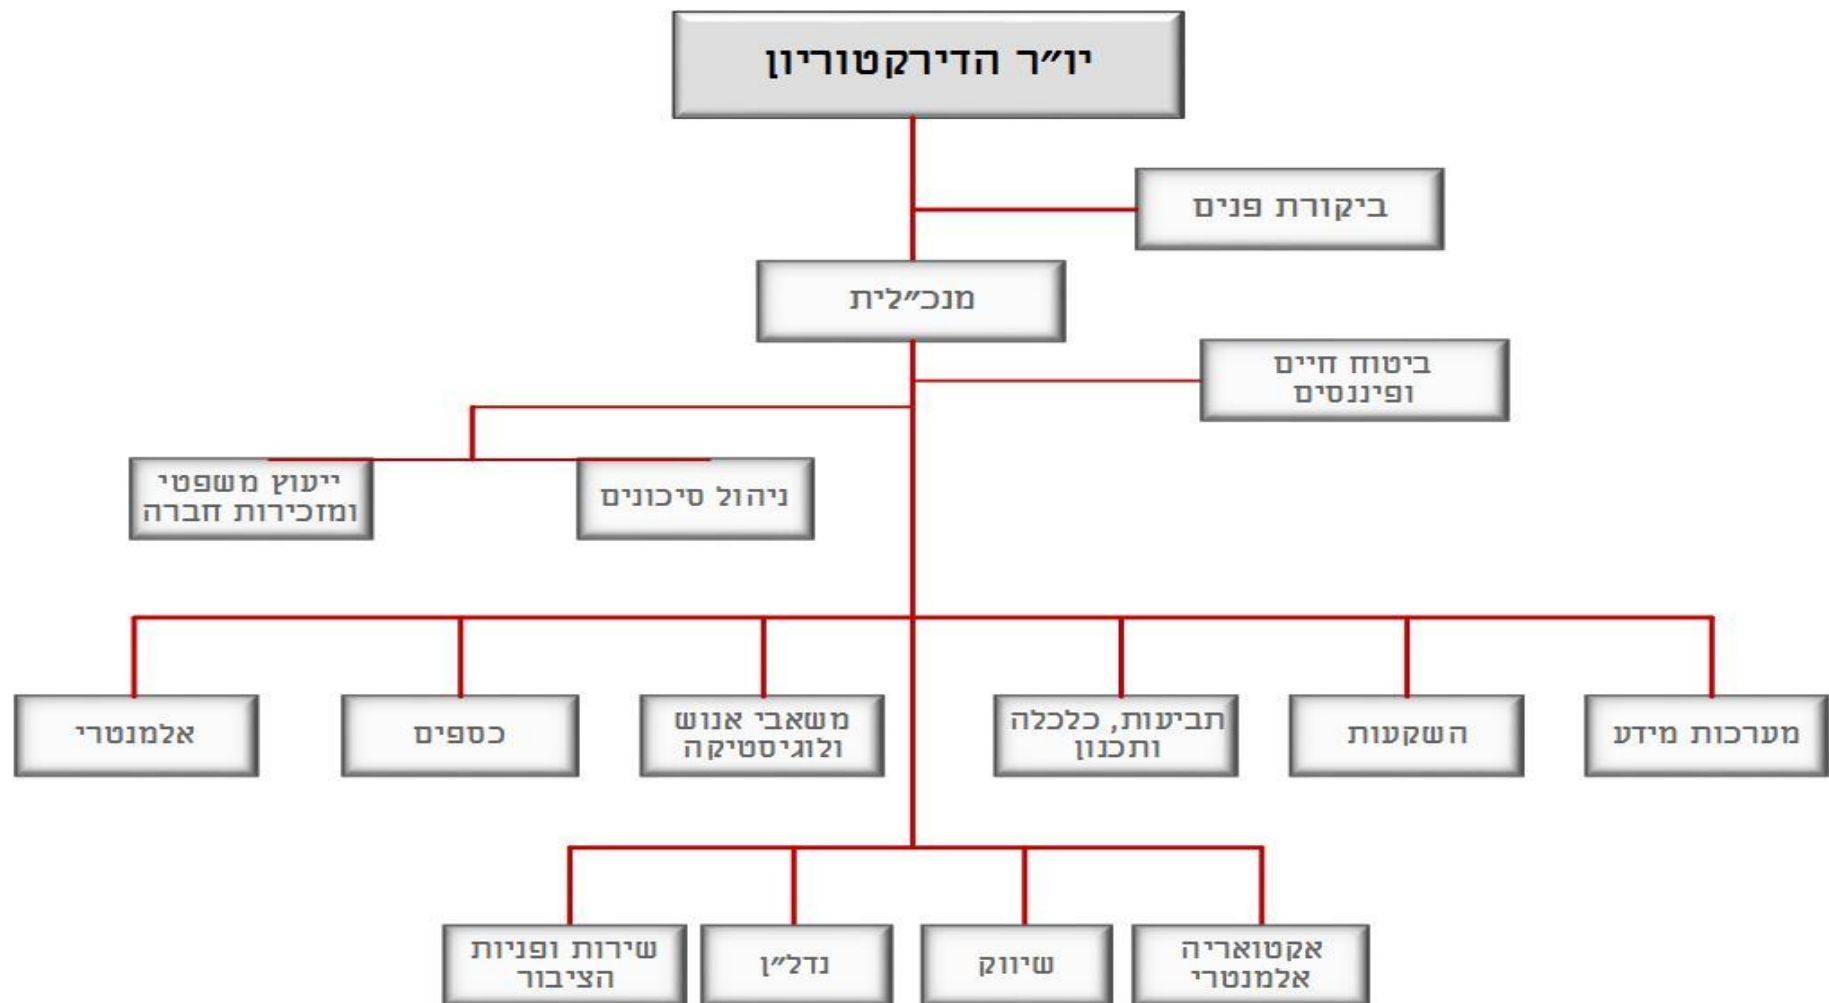 יו״ר הדירקטוריון
ביקורת פנים
מנכ״לית
ביטוח חיים
ופיננסים
ניהול סיכונים
ייעוץ משפטי
ומזכירות חברה
מערכות מידע
השקעות
תביעות, כלכלה
ותכנון
משאבי אנוש
ולוגיסטיקה
כספים
אלמנטרי
אקטואריה
אלמנטרי
שיווק
נדל״ן
שירות ופניות
הציבור